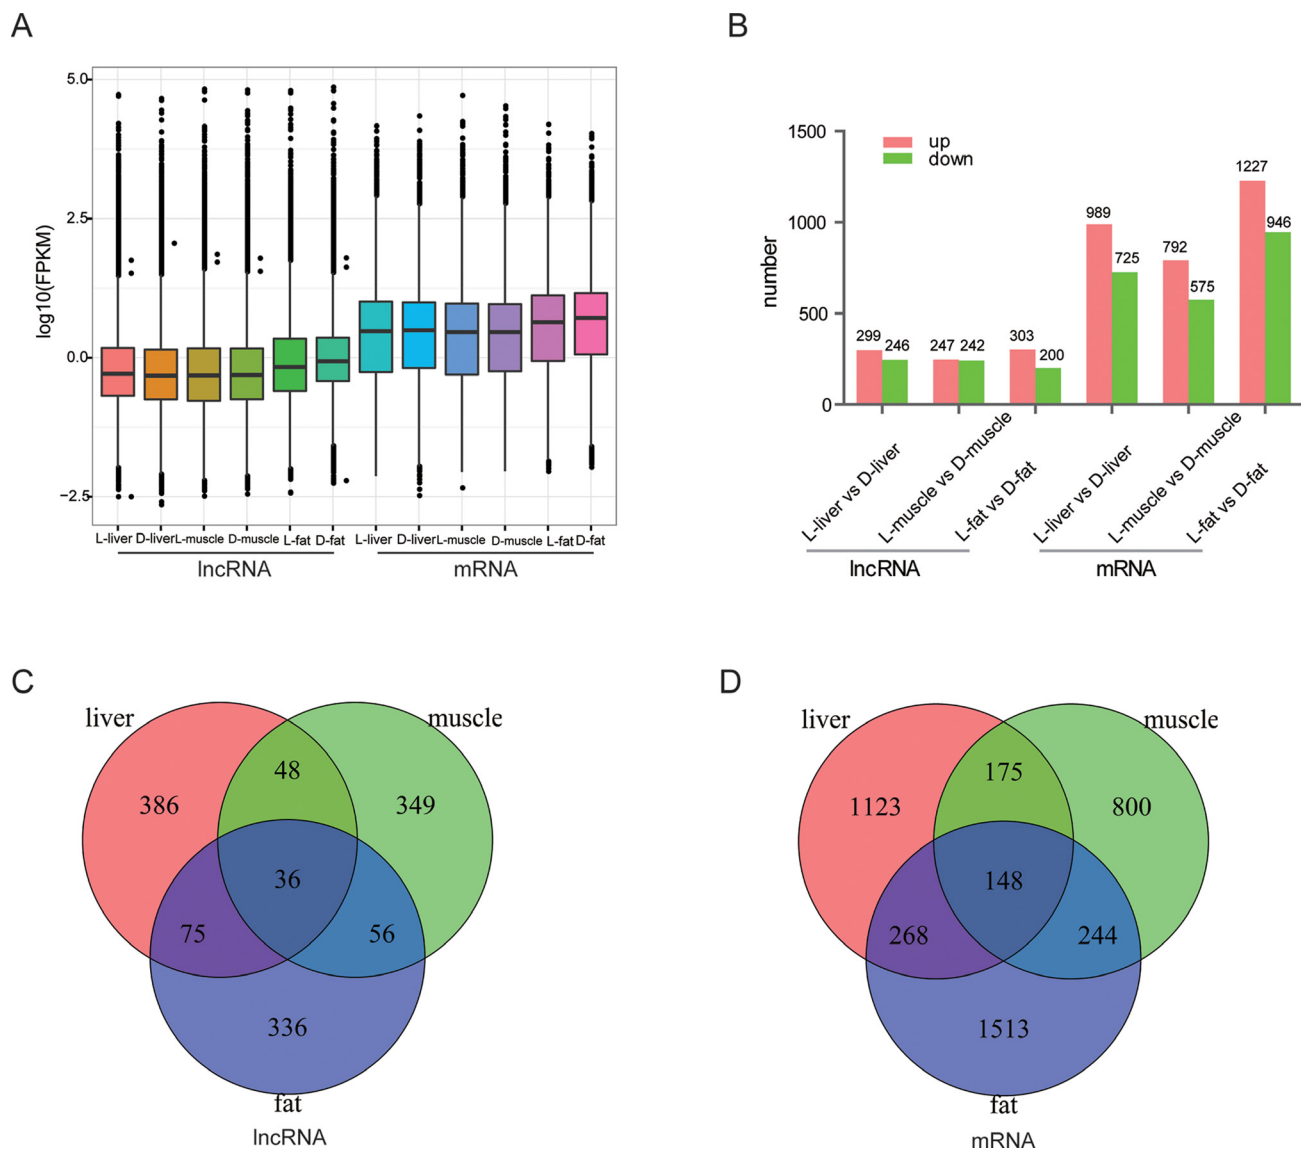 A
5.0
2.5
0.0
−2.5
log10(FPKM)
L-liver D-liver L-muscle D-muscle L-fat D-fat L-liver D-liver L-muscle D-muscle L-fat D-fat
lncRNA mRNA
B
1500
1000
500
0
number
up
down
299 246 247 242 303 200 989 725 792 575 1227 946
L-liver vs D-liver
L-muscle vs D-muscle
L-fat vs D-fat
L-liver vs D-liver
L-muscle vs D-muscle
L-fat vs D-fat
lncRNA mRNA
C
liver muscle
48
386 349
36
75 56
336
fat
lncRNA
D
liver muscle
175
1123 800
148
268 244
1513
fat
mRNA